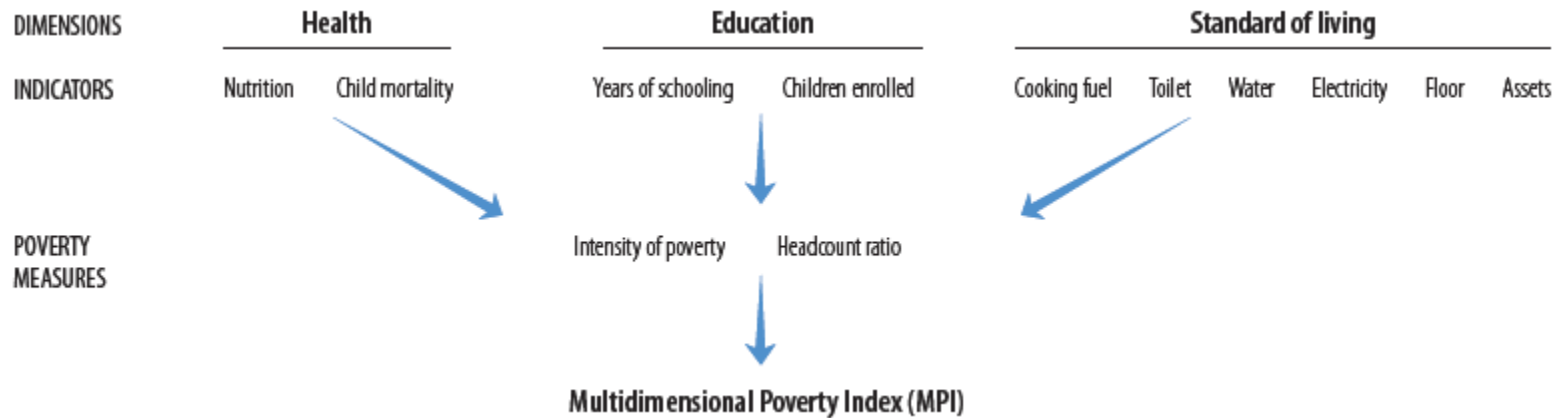 DIMENSIONS Health Education Standard of living
INDICATORS Nutrition Child mortality Years of schooling Children enrolled Cooking fuel Toilet Water Electricity Floor Assets
POVERTY Intensity of poverty Headcount ratio
MEASURES
Multidimensional Poverty Index (MPI)